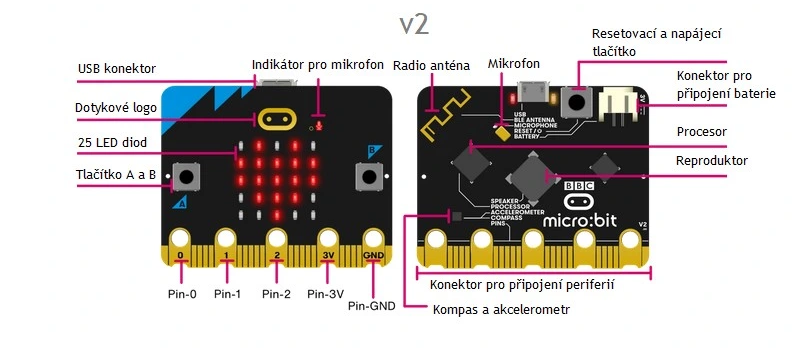 v2
USB konektor
Dotykové logo
25 LED diod
Tlačítko A a B
Indikátor pro mikrofon
Radio anténa
Mikrofon
Resetovací a napájecí
tlačítko
Konektor pro
připojení baterie
Procesor
Reproduktor
B
A
0 1 2 3V GND
Pin-0
Pin-1
Pin-2
Pin-3V
Pin-GND
USB
BLE ANTENNA
MICROPHONE
RESET/
BATTERY
3V
SPEAKER
PROCESSOR
ACCELEROMETER
COMPASS
PINS
BBC
micro:bit
V2
Konektor pro připojení periferií
Kompas a akcelerometr